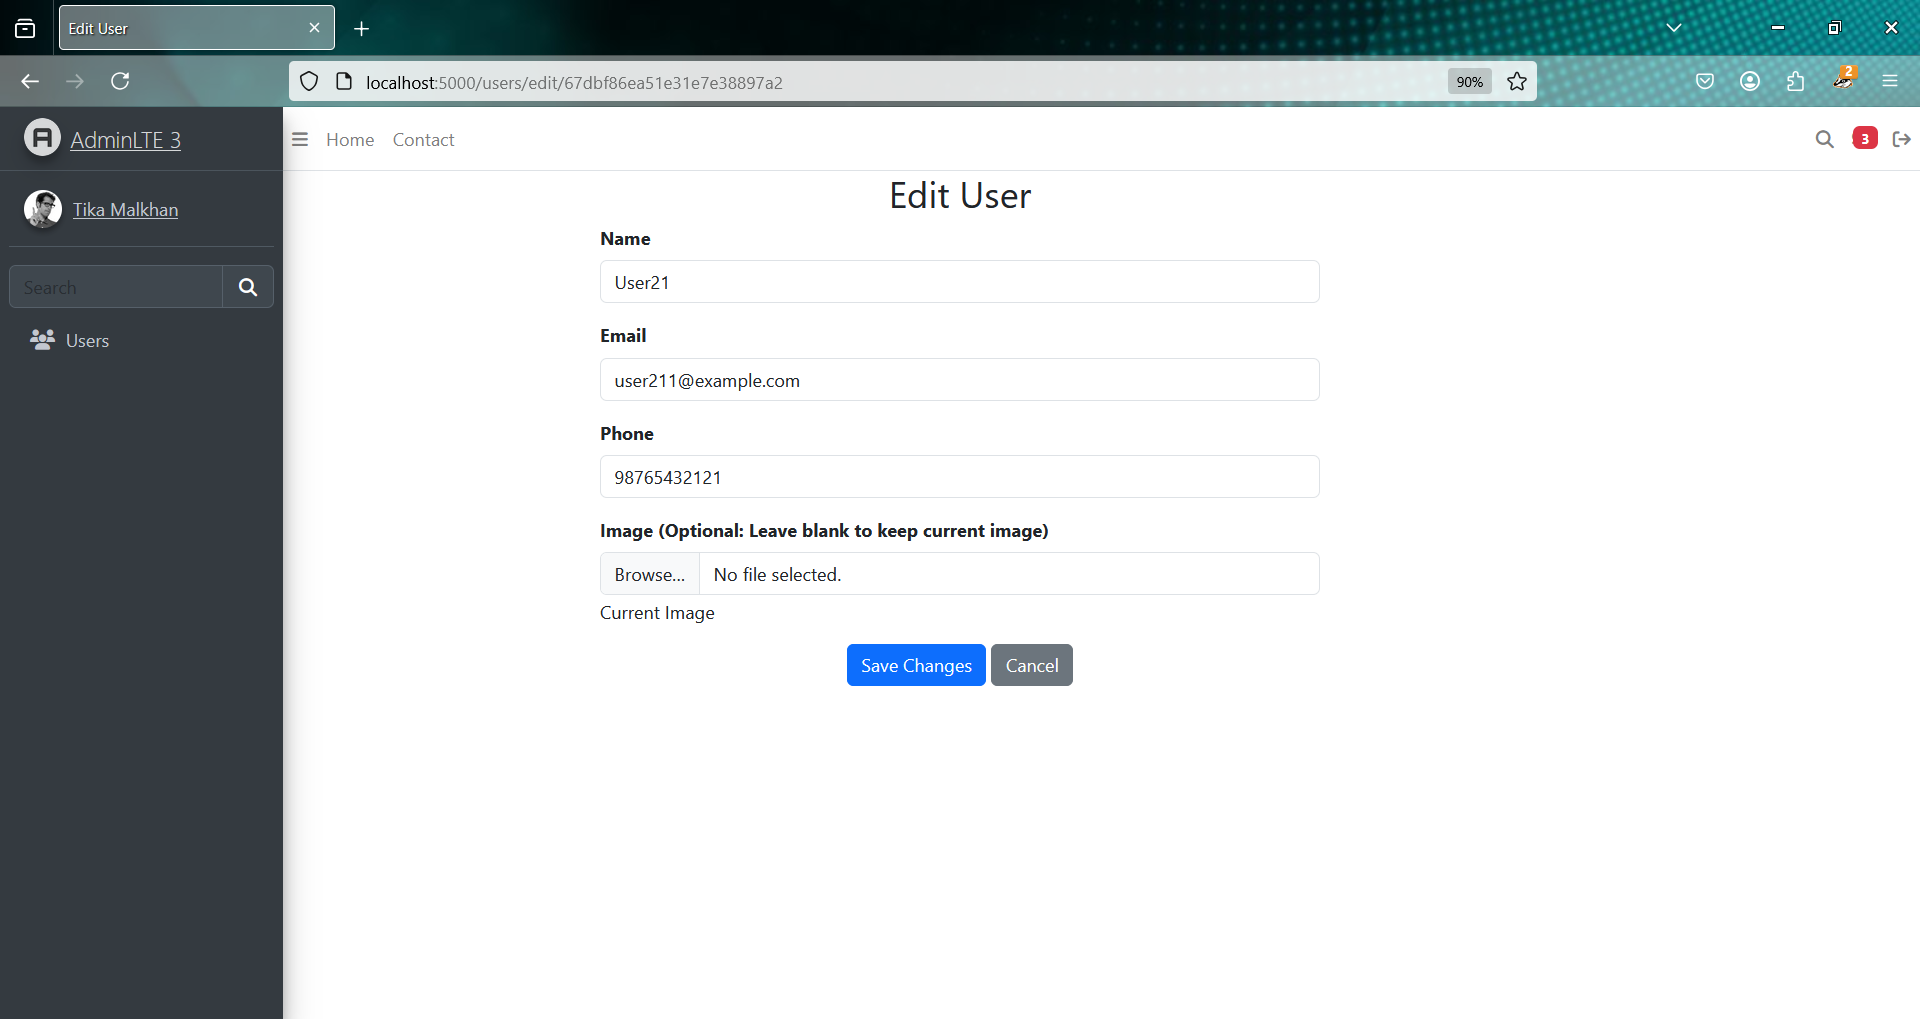 Edit User
localhost:5000/users/edit/67dbf86ea51e31e7e38897a2
90%
2
AdminLTE 3
Home
Contact
3
Tika Malkhan
Search
Users
Edit User
Name
User21
Email
user211@example.com
Phone
98765432121
Image (Optional: Leave blank to keep current image)
Browse... No file selected.
Current Image
Save Changes
Cancel